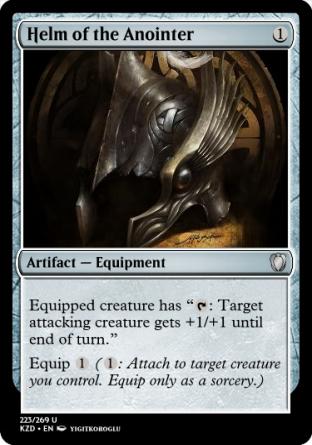 Helm of the Anointer 1
Artifact — Equipment
Equipped creature has “T: Target
attacking creature gets +1/+1 until
end of turn.”
Equip 1 (1: Attach to target creature
you control. Equip only as a sorcery.)
223/269 U
KZD • EN YIGITKOROGLU